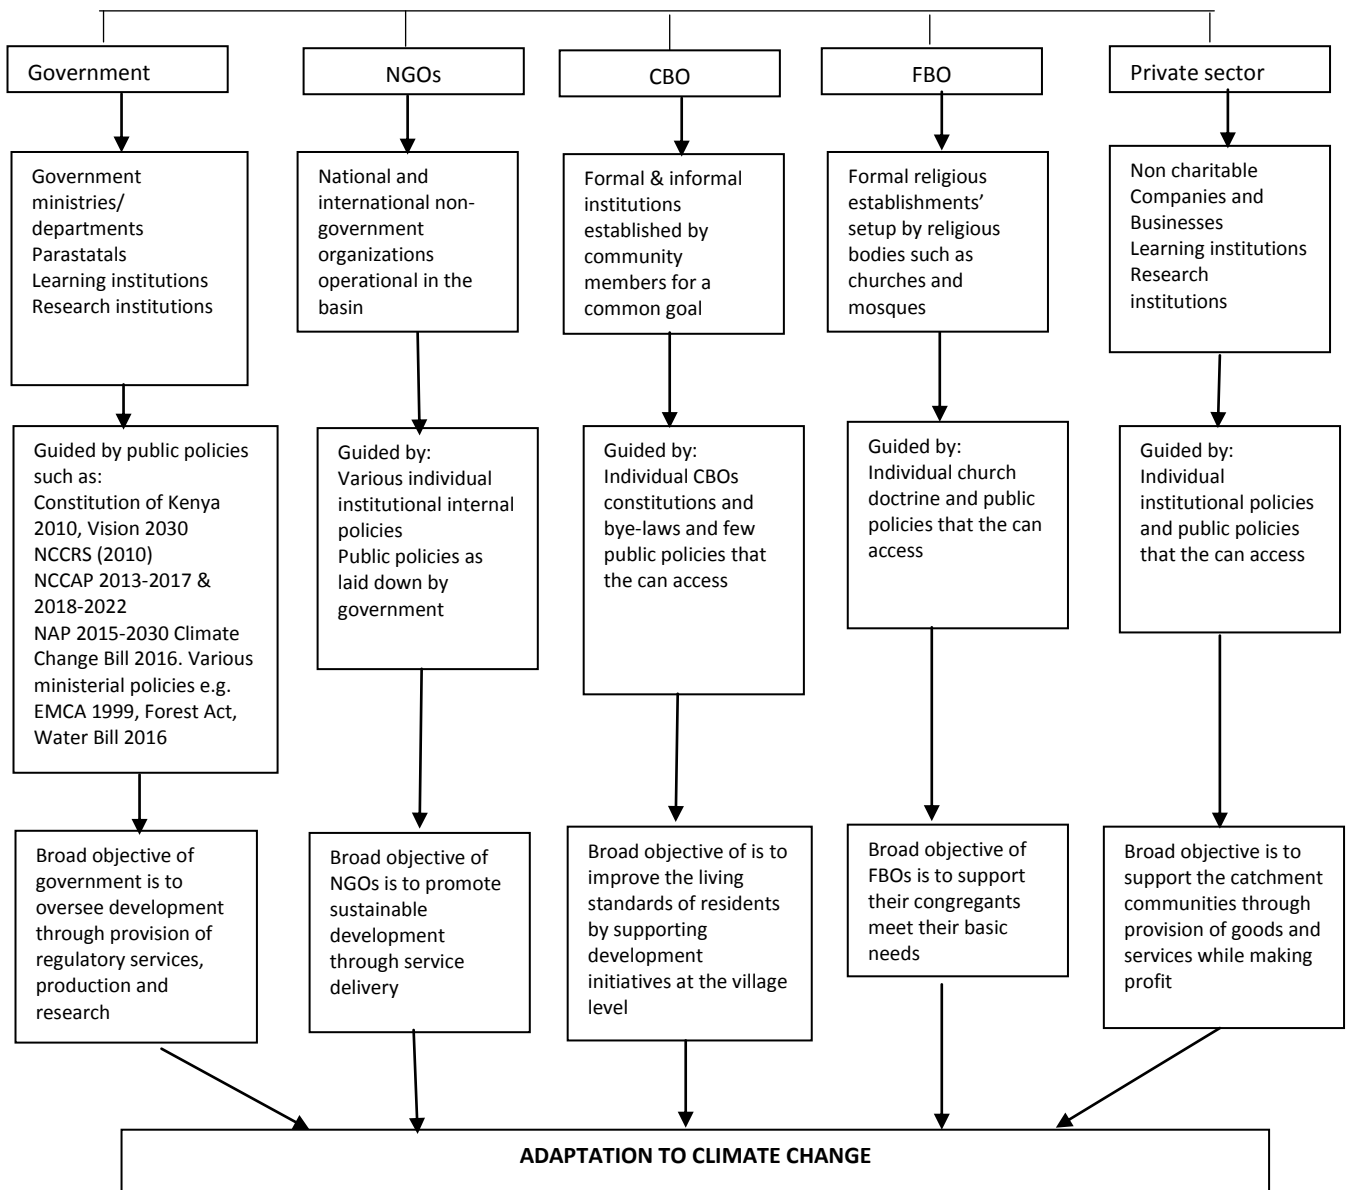 Government
NGOs
CBO
FBO
Private sector
Government
ministries/
departments
Parastatals
Learning institutions
Research institutions
National and
international non-
government
organizations
operational in the
basin
Formal & informal
institutions
established by
community
members for a
common goal
Formal religious
establishments’
setup by religious
bodies such as
churches and
mosques
Non charitable
Companies and
Businesses
Learning institutions
Research
institutions
Guided by public policies
such as:
Constitution of Kenya
2010, Vision 2030
NCCRS (2010)
NCCAP 2013-2017 &
2018-2022
NAP 2015-2030 Climate
Change Bill 2016. Various
ministerial policies e.g.
EMCA 1999, Forest Act,
Water Bill 2016
Guided by:
Various individual
institutional internal
policies
Public policies as
laid down by
government
Guided by:
Individual CBOs
constitutions and
bye-laws and few
public policies that
the can access
Guided by:
Individual church
doctrine and public
policies that the can
access
Guided by:
Individual
institutional policies
and public policies
that the can access
Broad objective of
government is to
oversee development
through provision of
regulatory services,
production and
research
Broad objective of
NGOs is to promote
sustainable
development
through service
delivery
Broad objective of is to
improve the living
standards of residents
by supporting
development
initiatives at the village
level
Broad objective of
FBOs is to support
their congregants
meet their basic
needs
Broad objective is to
support the catchment
communities through
provision of goods and
services while making
profit
ADAPTATION TO CLIMATE CHANGE